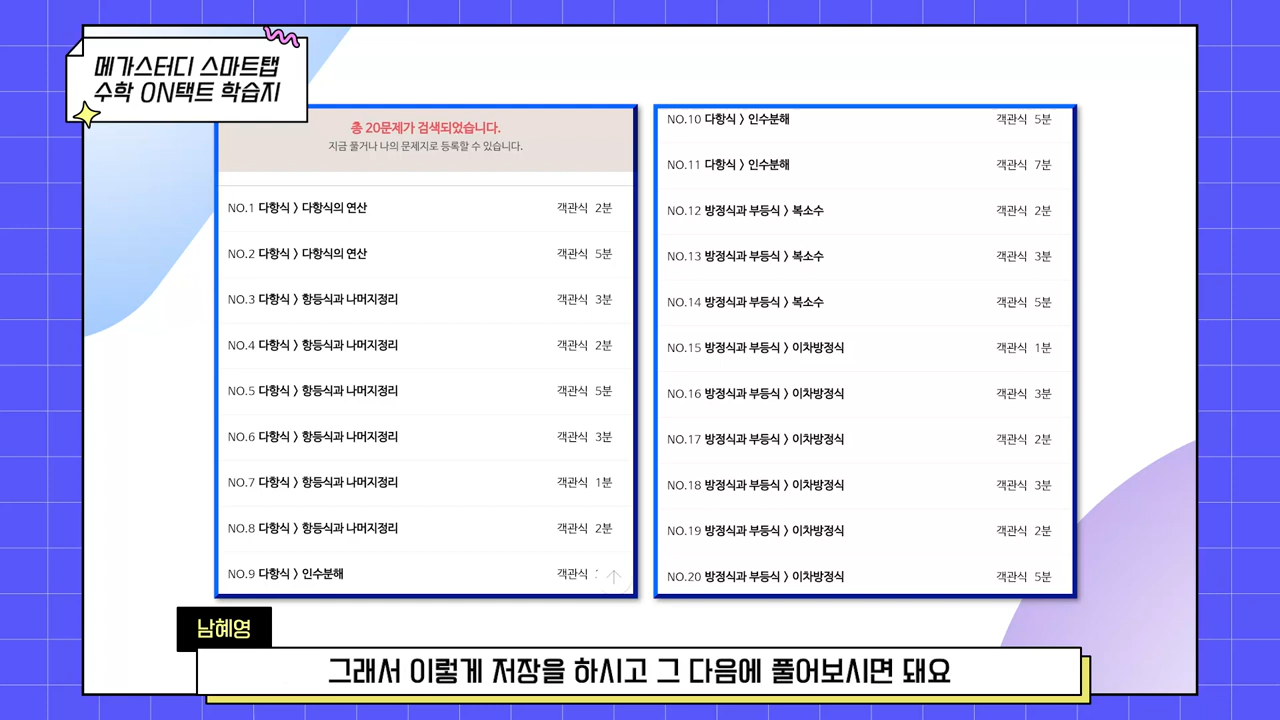 메가스터디 스마트탭
수학 ON택트 학습지
총 20문제가 검색되었습니다.
지금 풀거나 나의 문제지로 등록할 수 있습니다.
NO.1 다항식 > 다항식의 연산 객관식 2분
NO.2 다항식 > 다항식의 연산 객관식 5분
NO.3 다항식 > 항등식과 나머지정리 객관식 3분
NO.4 다항식 > 항등식과 나머지정리 객관식 2분
NO.5 다항식 > 항등식과 나머지정리 객관식 5분
NO.6 다항식 > 항등식과 나머지정리 객관식 3분
NO.7 다항식 > 항등식과 나머지정리 객관식 1분
NO.8 다항식 > 항등식과 나머지정리 객관식 2분
NO.9 다항식 > 인수분해 객관식
NO.10 다항식 > 인수분해 객관식 5분
NO.11 다항식 > 인수분해 객관식 7분
NO.12 방정식과 부등식 > 복소수 객관식 2분
NO.13 방정식과 부등식 > 복소수 객관식 3분
NO.14 방정식과 부등식 > 복소수 객관식 5분
NO.15 방정식과 부등식 > 이차방정식 객관식 1분
NO.16 방정식과 부등식 > 이차방정식 객관식 3분
NO.17 방정식과 부등식 > 이차방정식 객관식 2분
NO.18 방정식과 부등식 > 이차방정식 객관식 3분
NO.19 방정식과 부등식 > 이차방정식 객관식 2분
NO.20 방정식과 부등식 > 이차방정식 객관식 5분
남혜영
그래서 이렇게 저장을 하시고 그 다음에 풀어보시면 돼요